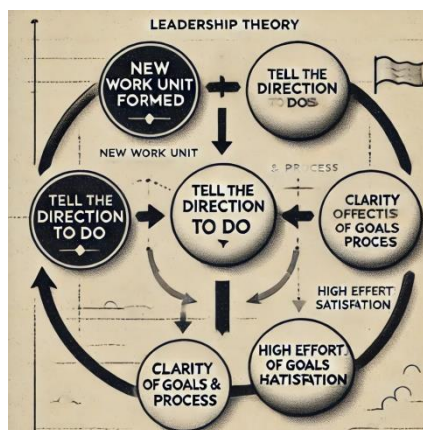 LEADERSHIP THEORY
NEW
WORK UNIT
FORMED
TELL THE
DIRECTION
TO DOS
NEW WORK UNIT
& PROCESS
TELL THE
DIRECTION
TO DO
TELL THE
DIRECTION
TO DO
CLARITY
OFFECTIS
OF GOALS
PROCES
HIGH EFFERT
SATISFATION
CLARITY
OF GOALS &
PROCESS
HIGH EFFORT
OF GOALS
HATISFATION